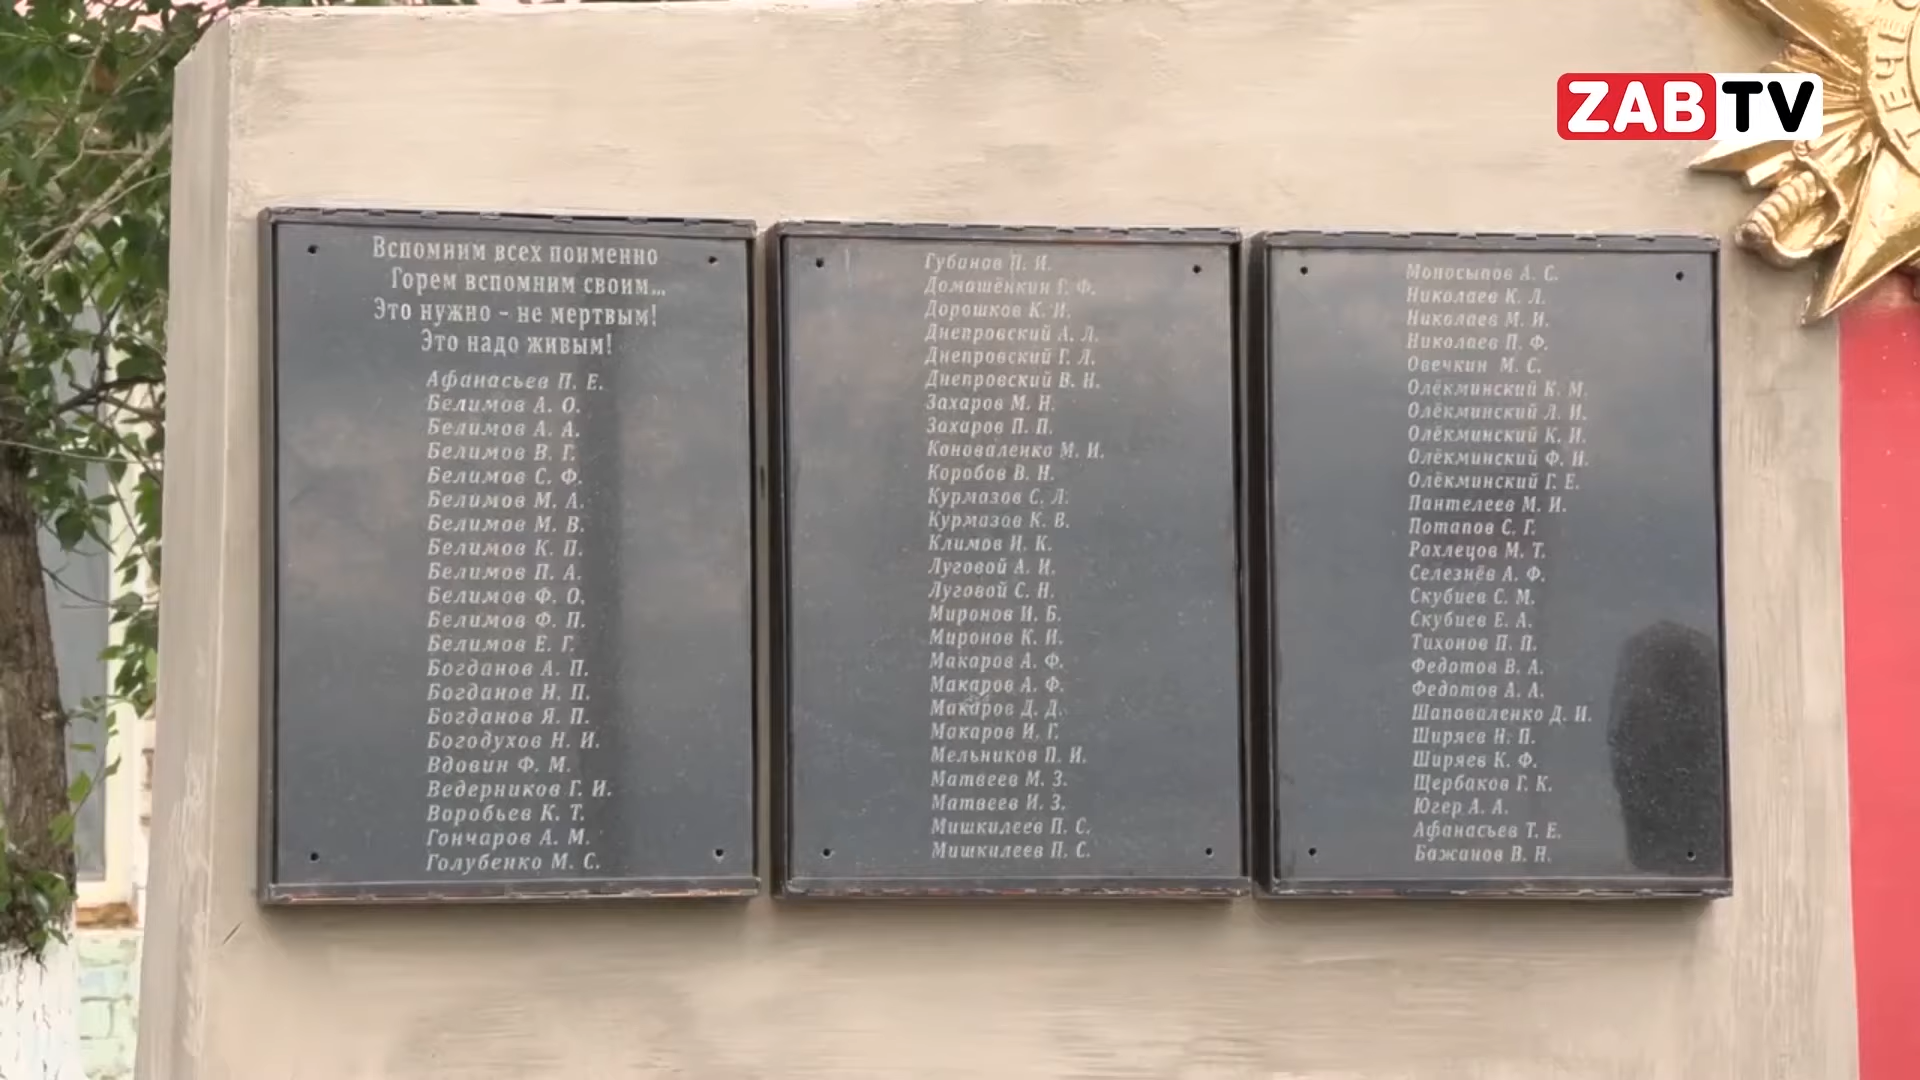 ZABTV
ТЕЧЕС
Вспомним всех поименно
Горем вспомним своим...
Это нужно - не мертвым!
Это надо живым!
Афанасьев П. Е.
Белимов А. О.
Белимов А. А.
Белимов В. Г.
Белимов С. Ф.
Белимов М. А.
Белимов М. В.
Белимов К. П.
Белимов П. А.
Белимов Ф. О.
Белимов Ф. П.
Белимов Е. Г.
Богданов А. П.
Богданов Н. П.
Богданов Я. П.
Богодухов Н. И.
Вдовин Ф. М.
Ведерников Г. И.
Воробьев К. Т.
Гончаров А. М.
Голубенко М. С.
Губанов П. И.
Домашёнкин Г. Ф.
Дорошков К. И.
Днепровский А. Л.
Днепровский Г. Л.
Днепровский В. Н.
Захаров М. Н.
Захаров П. П.
Коноваленко М. И.
Коробов В. Н.
Курмазов С. Л.
Курмазов К. В.
Климов И. К.
Луговой А. И.
Луговой С. Н.
Миронов И. Б.
Миронов К. И.
Макаров А. Ф.
Макаров А. Ф.
Макаров Д. Д.
Макаров И. Г.
Мельников П. И.
Матвеев М. З.
Матвеев И. З.
Мишкилеев П. С.
Мишкилеев П. С.
Моносыпов А. С.
Николаев К. Л.
Николаев М. И.
Николаев П. Ф.
Овечкин М. С.
Олёкминский К. М.
Олёкминский Л. И.
Олёкминский К. И.
Олёкминский Ф. Н.
Олёкминский Г. Е.
Пантелеев М. И.
Потапов С. Г.
Рахлецов М. Т.
Селезнёв А. Ф.
Скубиев С. М.
Скубиев Е. А.
Тихонов П. П.
Федотов В. А.
Федотов А. А.
Шаповаленко Д. И.
Ширяев Н. П.
Ширяев К. Ф.
Щербаков Г. К.
Югер А. А.
Афанасьев Т. Е.
Бажанов В. Н.